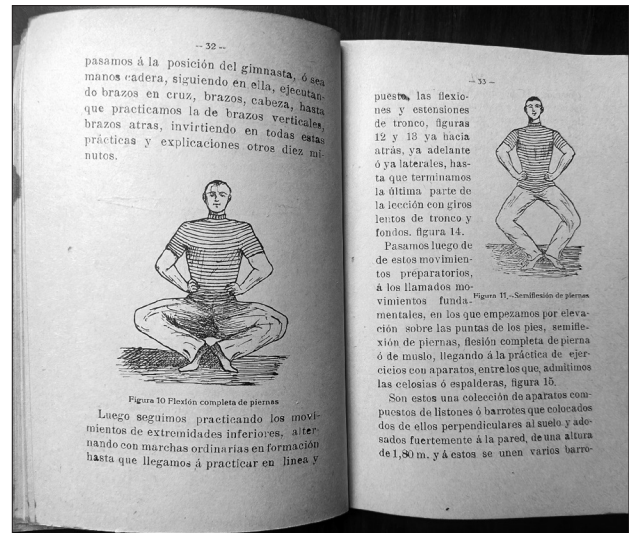 — 32 —
pasamos á la posición del gimnasta, ó sea
manos cadera, siguiendo en ella, ejecutan-
do brazos en cruz, brazos, cabeza, hasta
que practicamos la de brazos verticales,
brazos atras, invirtiendo en todas estas
prácticas y explicaciones otros diez mi-
nutos.
Figura 10 Flexión completa de piernas
Luego seguimos practicando los movi-
mientos de extremidades inferiores, alter-
nando con marchas ordinarias en formación
hasta que llegamos á practicar en linea y
— 33 —
puesto, las flexio-
nes y estensiones
de tronco, figuras
12 y 13 ya hacia
atrás, ya adelante
ó ya laterales, has-
ta que terminamos
la última parte de
la lección con giros
lentos de tronco y
fondos. figura 14.
Pasamos luego de
de estos movimien-
tos preparatorios,
á los llamados mo-
vimientos funda-
Figura 11,—Semiflesión de piernas
mentales, en los que empezamos por eleva-
ción sobre las puntas de los pies, semifle-
xión de piernas, flesión completa de pierna
ó de muslo, llegando á la práctica de ejer-
cicios con aparatos, entre los que, admitimos
las celosías ó espalderas, figura 15.
Son estos una colección de aparatos com-
puestos de listones ó barrotes que colocados
dos de ellos perpendiculares al suelo y ado-
sados fuertemente á la pared, de una altura
de 1,80 m. y á estos se unen varios barro-